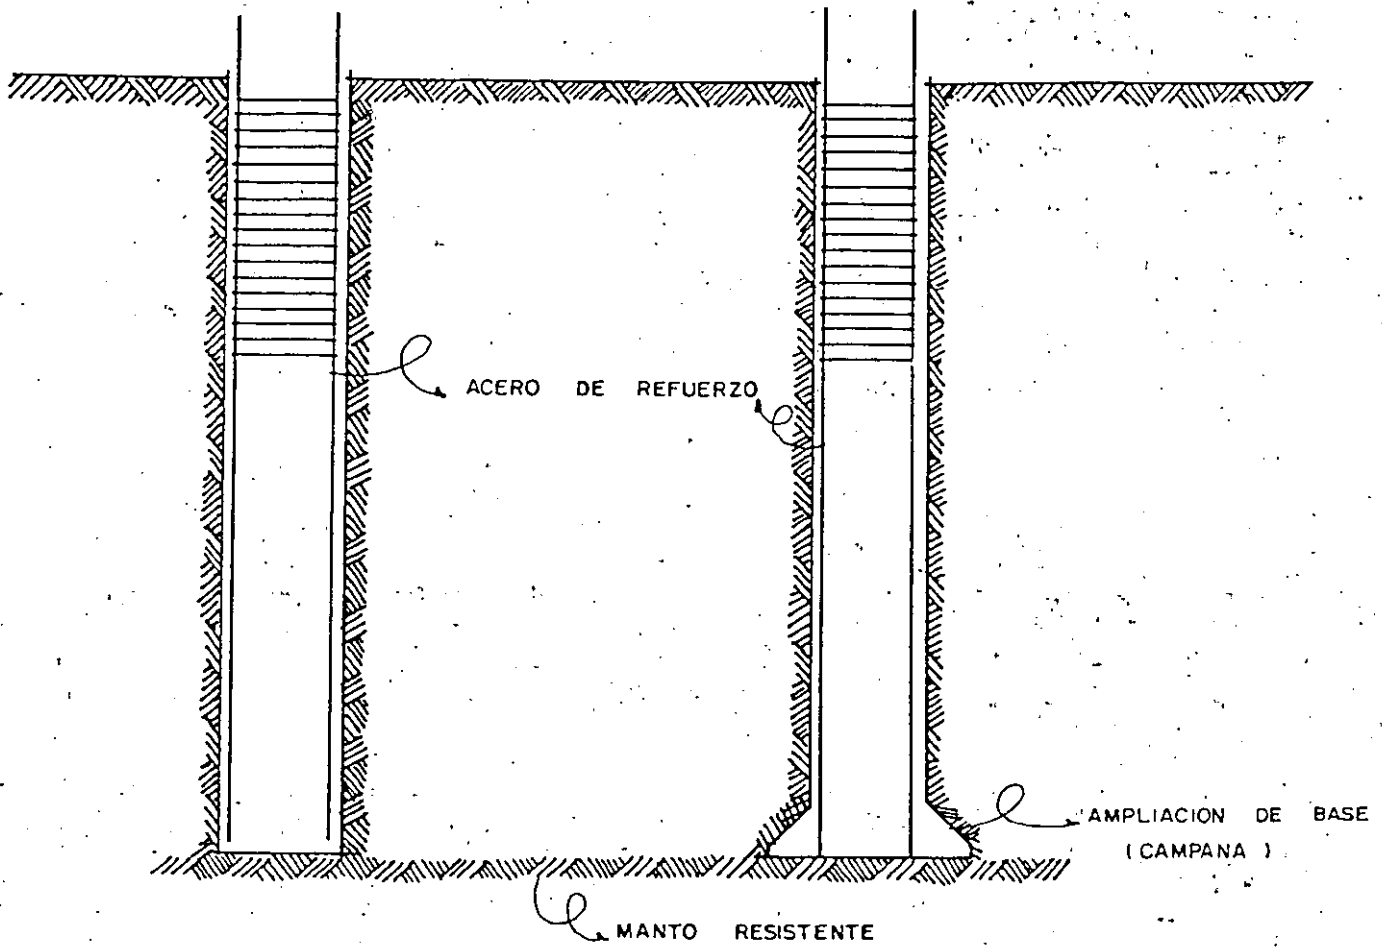 ACERO DE REFUERZO
AMPLIACION DE BASE
(CAMPANA)
MANTO RESISTENTE